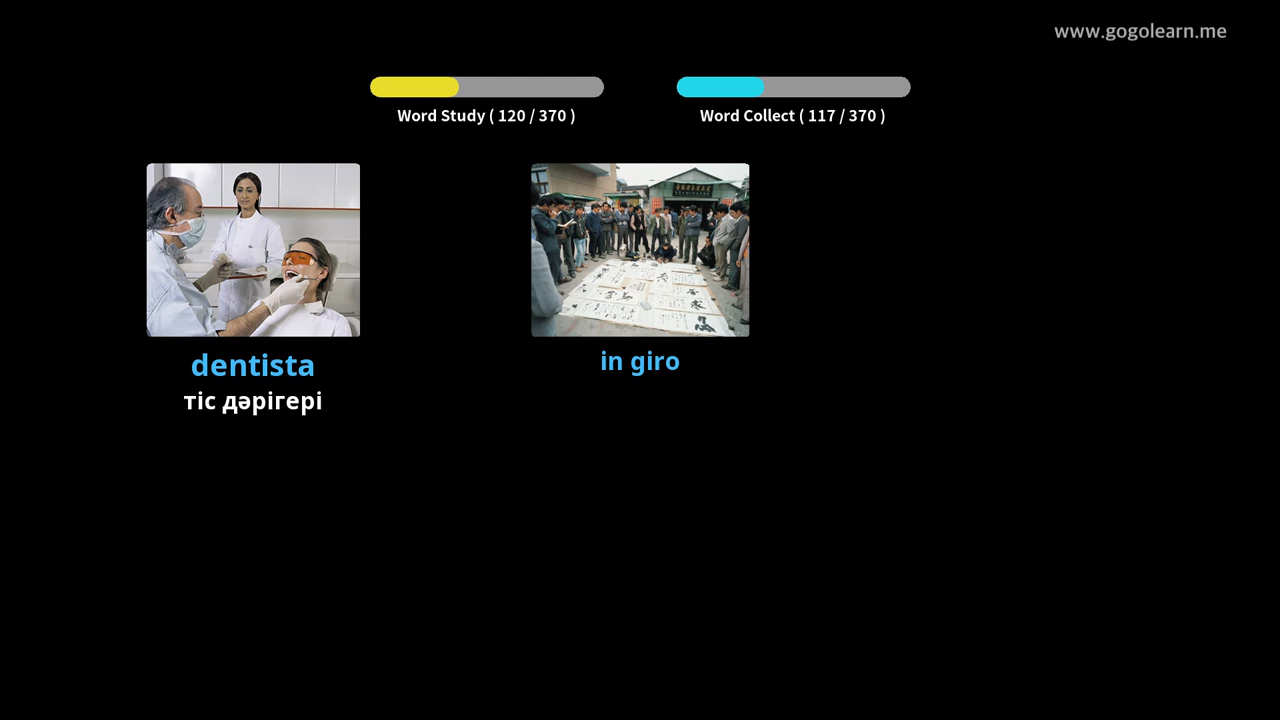 www.gogolearn.me
Word Study ( 120 / 370 )
Word Collect ( 117 / 370 )
dentista
тіс дәрігері
in giro